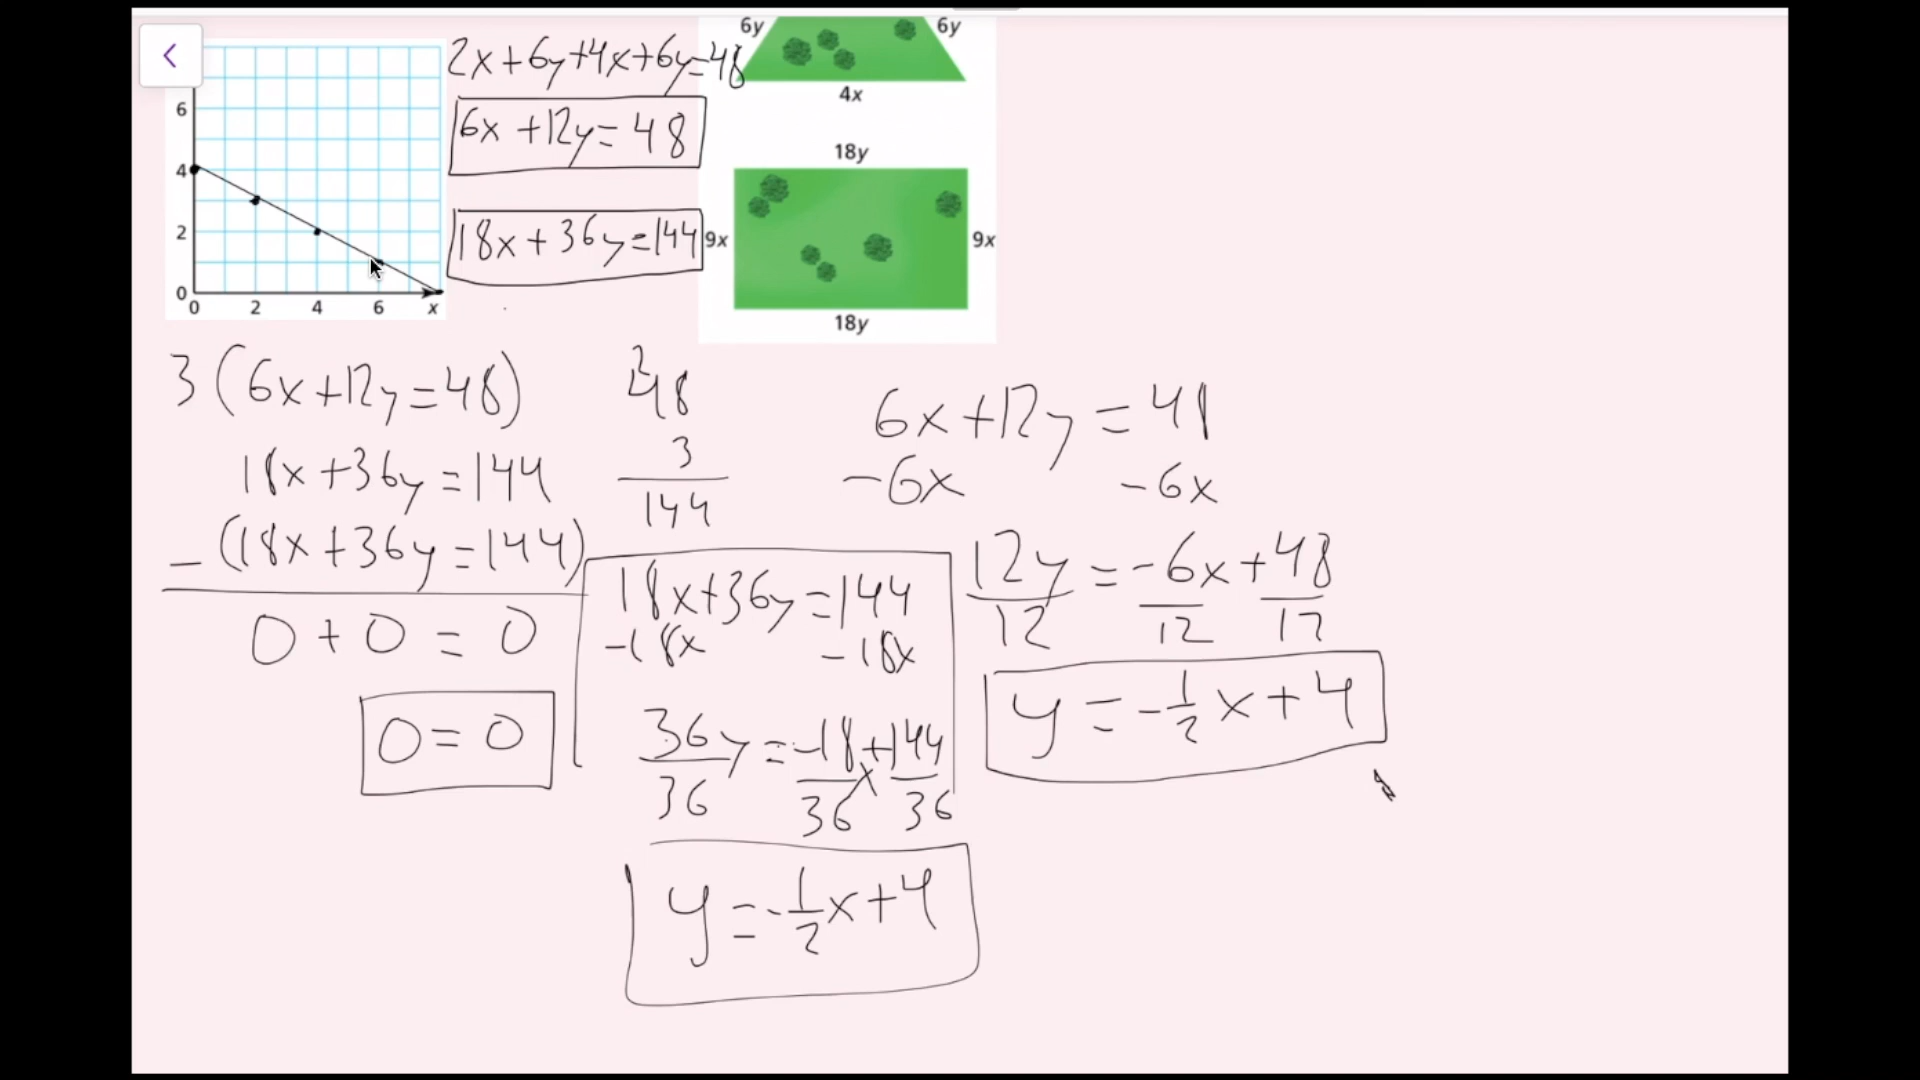 2x+6y+4x+6y=48
6x+12y=48
18x+36y=144
6
4
2
0
0 2 4 6 x
6y 6y
4x
18y
9x 9x
18y
3(6x+12y=48)
18x+36y=144
-(18x+36y=144)
0+0=0
0=0
2
48
3
144
18x+36y=144
-18x -18x
36y=-18x+144
36 36 36
y=-1/2x+4
6x+12y=48
-6x -6x
12y=-6x+48
12 12 12
y=-1/2x+4